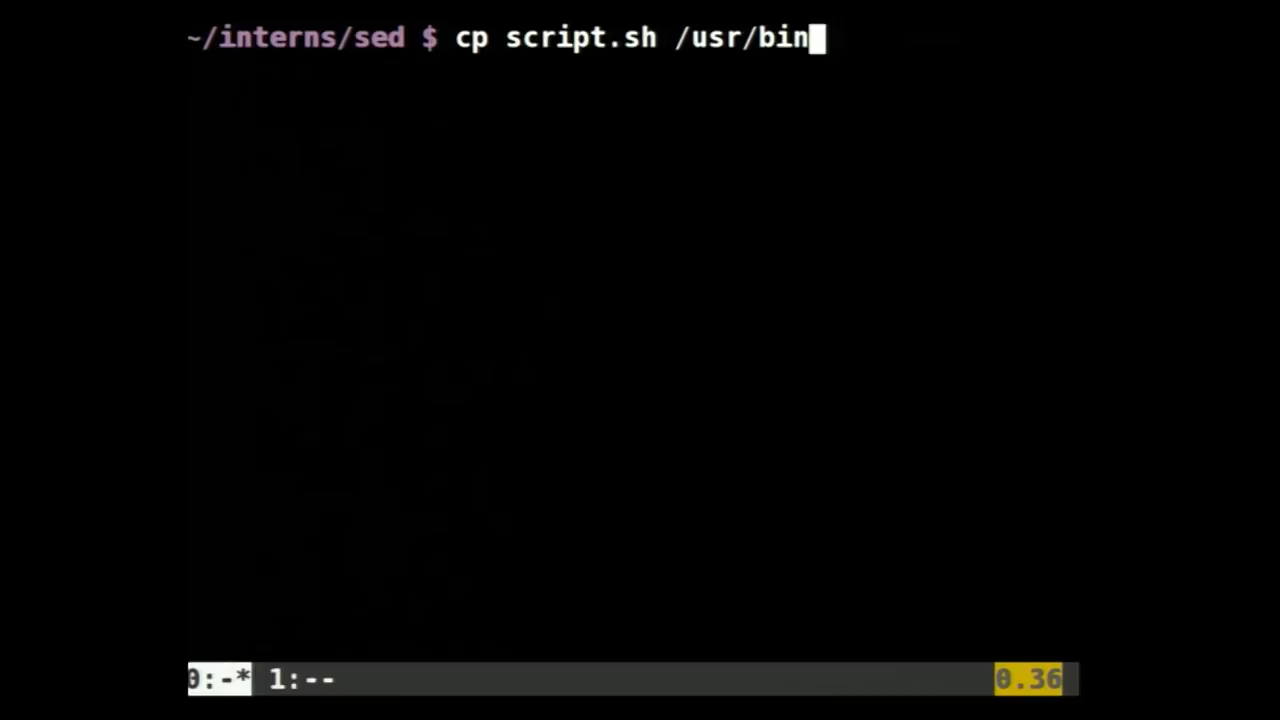 ~/interns/sed $ cp script.sh /usr/bin
0:-* 1:-- 0.36